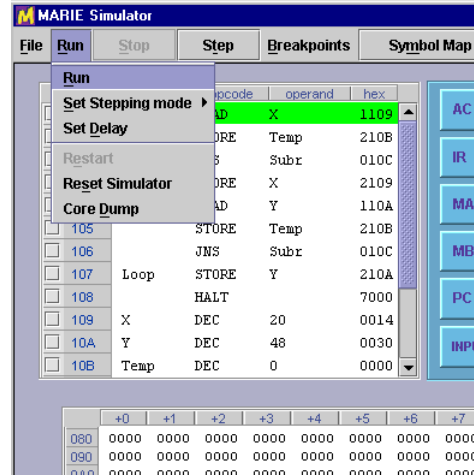 MARIE Simulator
File Run Stop Step Breakpoints Symbol Map
Run
Set Stepping mode
Set Delay
Restart
Reset Simulator
Core Dump
opcode operand hex
X 1109
Temp 210B
Subr 010C
X 2109
Y 110A
105 STORE Temp 210B
106 JNS Subr 010C
107 Loop STORE Y 210A
108 HALT 7000
109 X DEC 20 0014
10A Y DEC 48 0030
10B Temp DEC 0 0000
AC
IR
MA
MB
PC
INPU
+0 +1 +2 +3 +4 +5 +6 +7
080 0000 0000 0000 0000 0000 0000 0000 0000
090 0000 0000 0000 0000 0000 0000 0000 0000